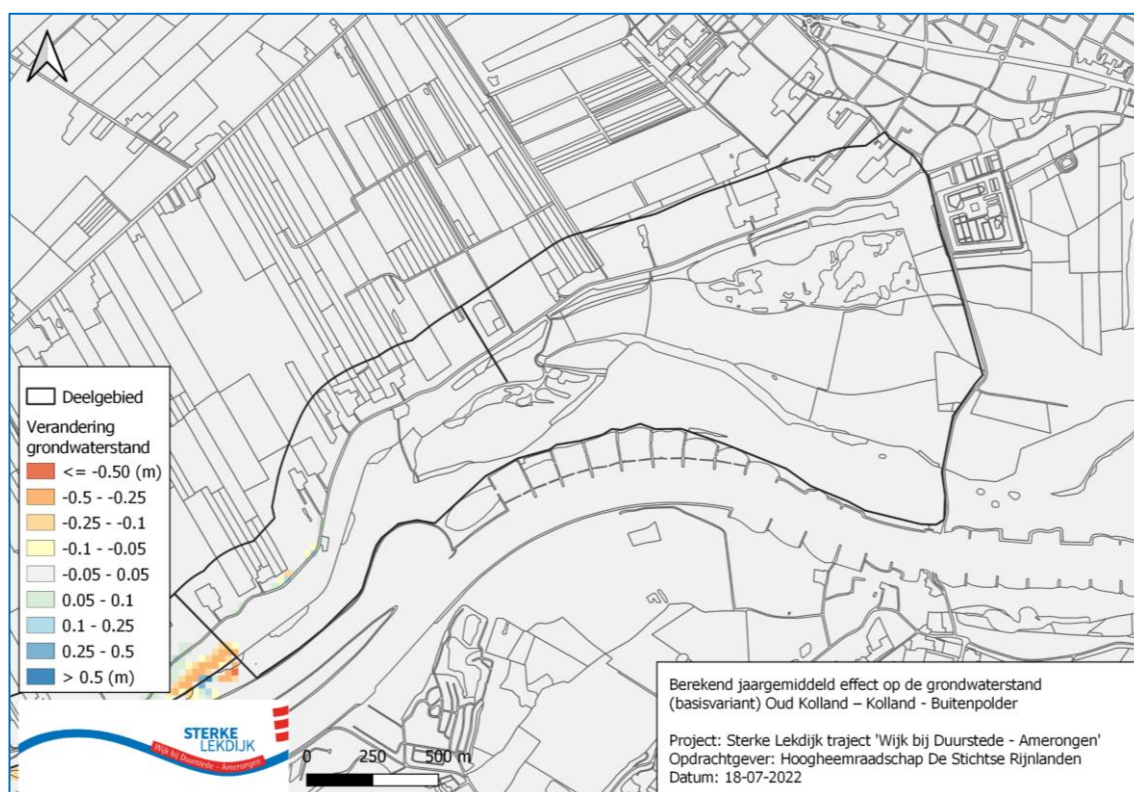 Deelgebied
Verandering
grondwaterstand
<= -0.50 (m)
-0.5 - -0.25
-0.25 - -0.1
-0.1 - -0.05
-0.05 - 0.05
0.05 - 0.1
0.1 - 0.25
0.25 - 0.5
> 0.5 (m)
STERKE
LEKDIJK
Wijk bij Duurstede - Amerongen
0 250 500 m
Berekend jaargemiddeld effect op de grondwaterstand
(basisvariant) Oud Kolland – Kolland - Buitenpolder
Project: Sterke Lekdijk traject 'Wijk bij Duurstede - Amerongen'
Opdrachtgever: Hoogheemraadschap De Stichtse Rijnlanden
Datum: 18-07-2022